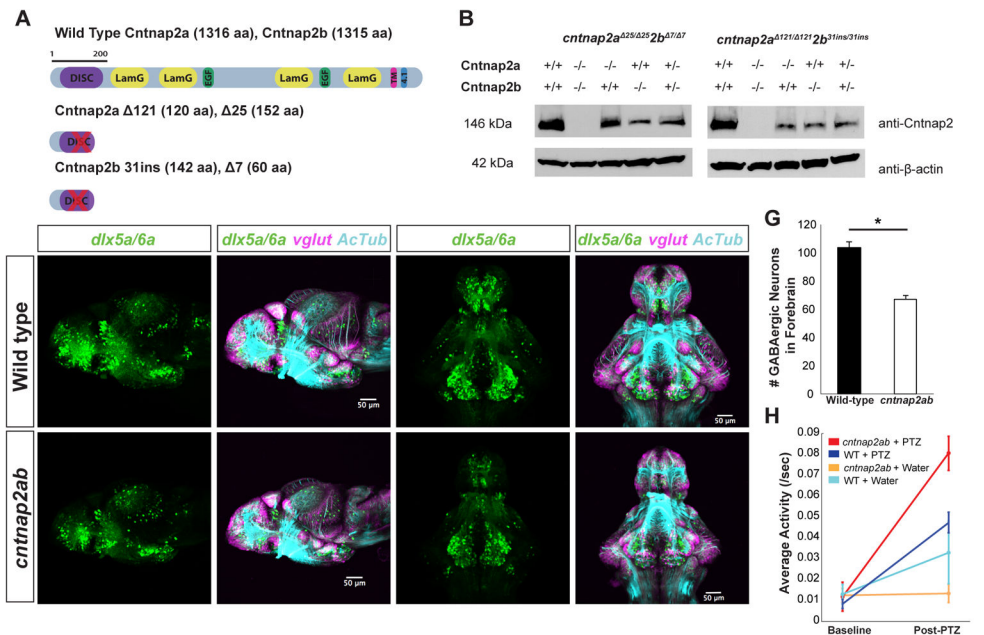 A
Wild Type Cntnap2a (1316 aa), Cntnap2b (1315 aa)
1 200
DISC LamG LamG EGF LamG EGF LamG TM 4.1
Cntnap2a Δ121 (120 aa), Δ25 (152 aa)
DISC
Cntnap2b 31ins (142 aa), Δ7 (60 aa)
DISC
B
cntnap2aΔ25/Δ252bΔ7/Δ7 cntnap2aΔ121/Δ1212b31ins/31ins
Cntnap2a +/+ -/- +/+ -/- +/- +/+ -/- -/- +/+ +/-
Cntnap2b +/+ -/- -/- +/+ +/- +/+ -/- +/+ -/- +/-
146 kDa anti-Cntnap2
42 kDa anti-β-actin
dlx5a/6a dlx5a/6a vglut AcTub dlx5a/6a dlx5a/6a vglut AcTub
Wild type
50 μm 50 μm
cntnap2ab
50 μm 50 μm
G
# GABAergic Neurons
in Forebrain
120
100
80
60
40
20
0
*
Wild-type cntnap2ab
H
Average Activity (/sec)
0.09
0.08
0.07
0.06
0.05
0.04
0.03
0.02
0.01
0
cntnap2ab + PTZ
WT + PTZ
cntnap2ab + Water
WT + Water
Baseline Post-PTZ